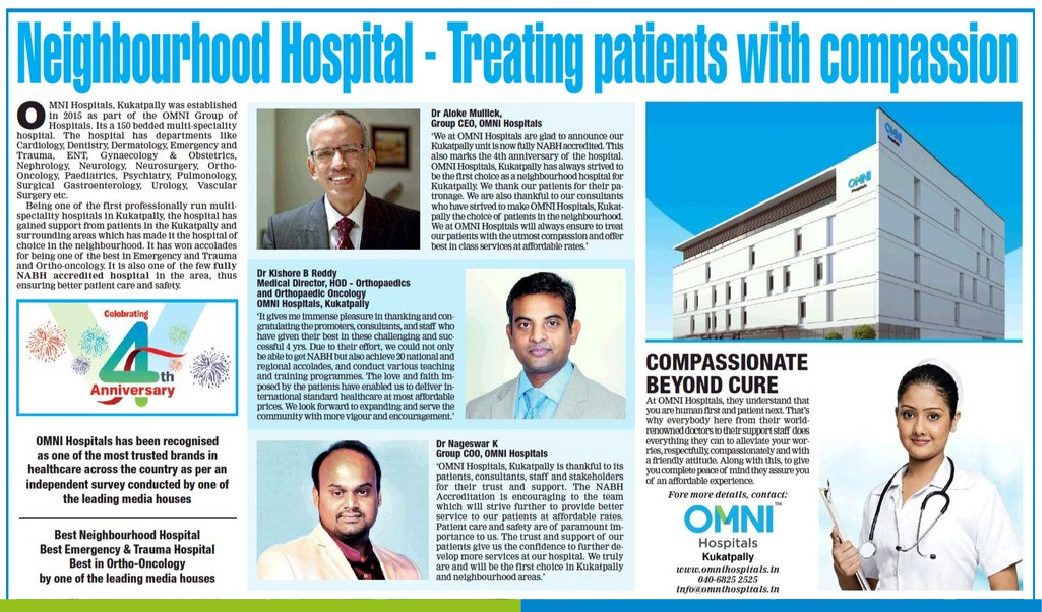 Neighbourhood Hospital - Treating patients with compassion
OMNI Hospitals, Kukatpally was established
in 2015 as part of the OMNI Group of
Hospitals. Its a 150 bedded multi-speciality
hospital. The hospital has departments like
Cardiology, Dentistry, Dermatology, Emergency and
Trauma, ENT, Gynaecology & Obstetrics,
Nephrology, Neurology, Neurosurgery, Ortho-
Oncology, Paediatrics, Psychiatry, Pulmonology,
Surgical Gastroenterology, Urology, Vascular
Surgery etc.
Being one of the first professionally run multi-
speciality hospitals in Kukatpally, the hospital has
gained support from patients in the Kukatpally and
surrounding areas which has made it the hospital of
choice in the neighbourhood. It has won accolades
for being one of the best in Emergency and Trauma
and Ortho-oncology. It is also one of the few fully
NABH accredited hospital in the area, thus
ensuring better patient care and safety.
Celebrating
4th
Anniversary
OMNI Hospitals has been recognised
as one of the most trusted brands in
healthcare across the country as per an
independent survey conducted by one of
the leading media houses
Best Neighbourhood Hospital
Best Emergency & Trauma Hospital
Best in Ortho-Oncology
by one of the leading media houses
Dr Aloke Mullick,
Group CEO, OMNI Hospitals
'We at OMNI Hospitals are glad to announce our
Kukatpally unit is now fully NABH accredited. This
also marks the 4th anniversary of the hospital.
OMNI Hospitals, Kukatpally has always strived to
be the first choice as a neighbourhood hospital for
Kukatpally. We thank our patients for their pa-
tronage. We are also thankful to our consultants
who have strived to make OMNI Hospitals, Kukat-
pally the choice of patients in the neighbourhood.
We at OMNI Hospitals will always ensure to treat
our patients with the utmost compassion and offer
best in class services at affordable rates.'
Dr Kishore B Reddy
Medical Director, HOD - Orthopaedics
and Orthopaedic Oncology
OMNI Hospitals, Kukatpally
'It gives me immense pleasure in thanking and con-
gratulating the promoters, consultants, and staff who
have given their best in these challenging and suc-
cessful 4 yrs. Due to their effort, we could not only
be able to get NABH but also achieve 20 national and
regional accolades, and conduct various teaching
and training programmes. The love and faith im-
posed by the patients have enabled us to deliver in-
ternational standard healthcare at most affordable
prices. We look forward to expanding and serve the
community with more vigour and encouragement.'
Dr Nageswar K
Group COO, OMNI Hospitals
'OMNI Hospitals, Kukatpally is thankful to its
patients, consultants, staff and stakeholders
for their trust and support. The NABH
Accreditation is encouraging to the team
which will strive further to provide better
service to our patients at affordable rates.
Patient care and safety are of paramount im-
portance to us. The trust and support of our
patients give us the confidence to further de-
velop more services at our hospital. We truly
are and will be the first choice in Kukatpally
and neighbourhood areas.'
OMNI
Hospitals
OMNI
COMPASSIONATE
BEYOND CURE
At OMNI Hospitals, they understand that
you are human first and patient next. That's
why everybody here from their world-
renowned doctors to their support staff does
everything they can to alleviate your wor-
ries, respectfully, compassionately and with
a friendly attitude. Along with this, to give
you complete peace of mind they assure you
of an affordable experience.
Fore more details, contact:
OMNI™
Hospitals
Kukatpally
www.omnihospitals.in
040-6825 2525
info@omnihospitals.in